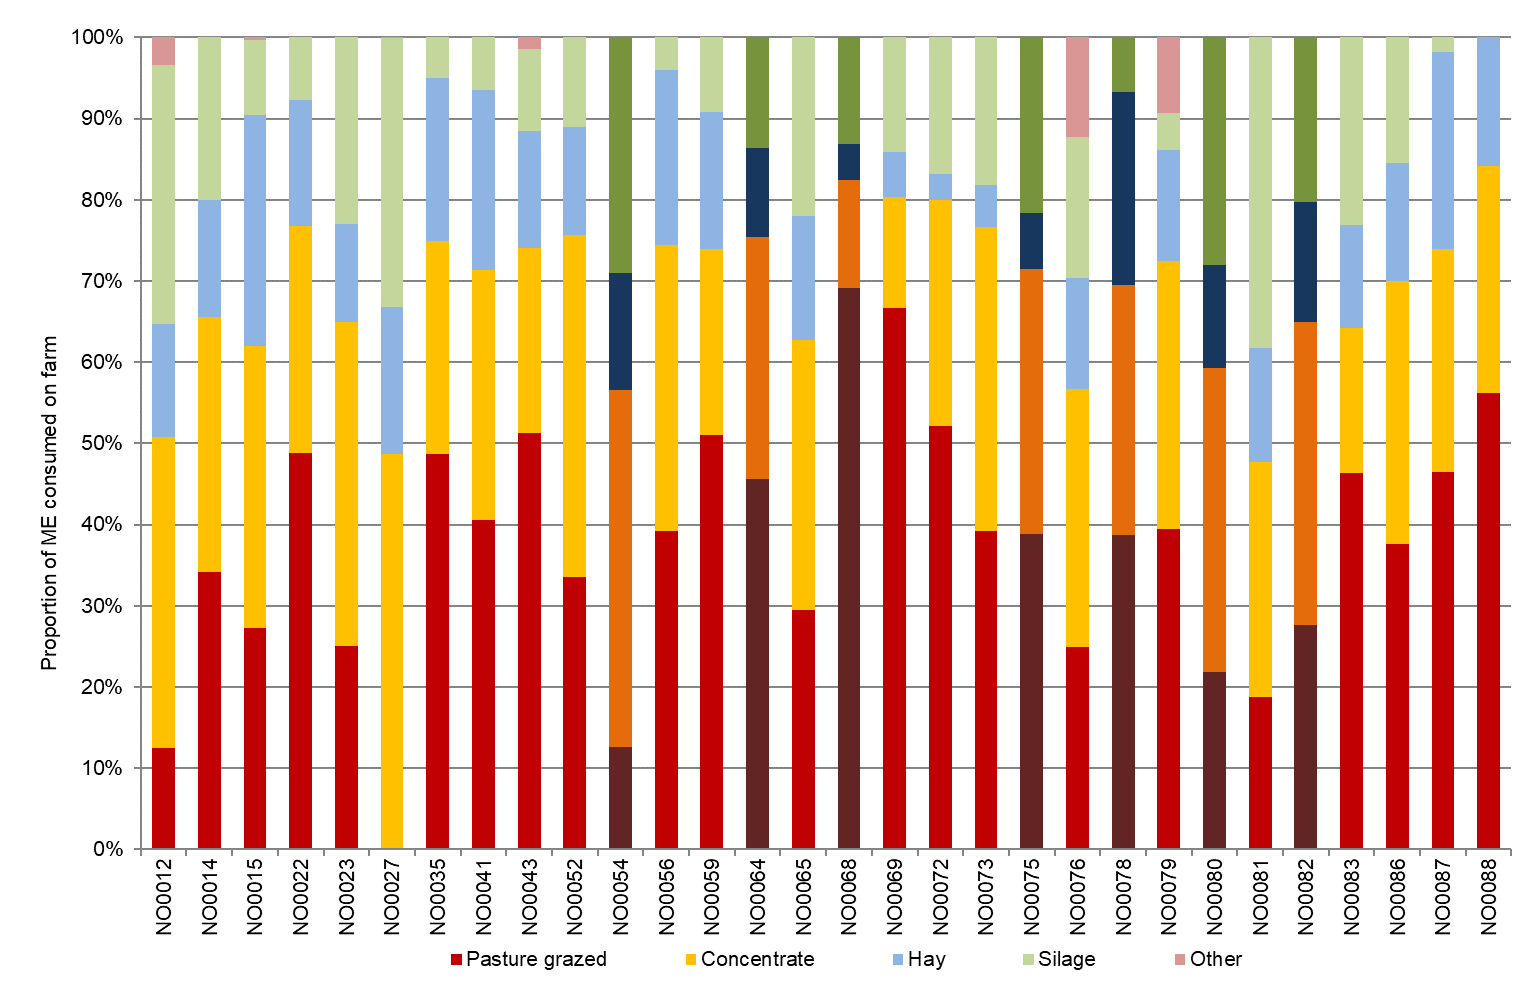 Proportion of ME consumed on farm
100%
90%
80%
70%
60%
50%
40%
30%
20%
10%
0%
NO0012
NO0014
NO0015
NO0022
NO0023
NO0027
NO0035
NO0041
NO0043
NO0052
NO0054
NO0056
NO0059
NO0064
NO0065
NO0068
NO0069
NO0072
NO0073
NO0075
NO0076
NO0078
NO0079
NO0080
NO0081
NO0082
NO0083
NO0086
NO0087
NO0088
Pasture grazed Concentrate Hay Silage Other